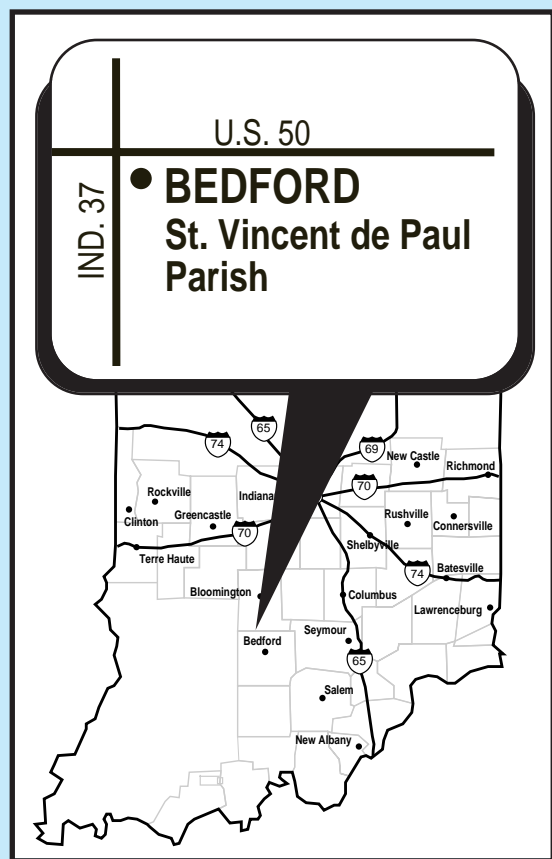 U.S. 50
IND. 37
BEDFORD
St. Vincent de Paul
Parish
65
74
69
New Castle
Richmond
70
Rockville
Indiana
Clinton
Greencastle
Rushville
Connersville
70
Shelbyville
Terre Haute
74
Batesville
Bloomington
Columbus
Lawrenceburg
Seymour
Bedford
65
Salem
New Albany